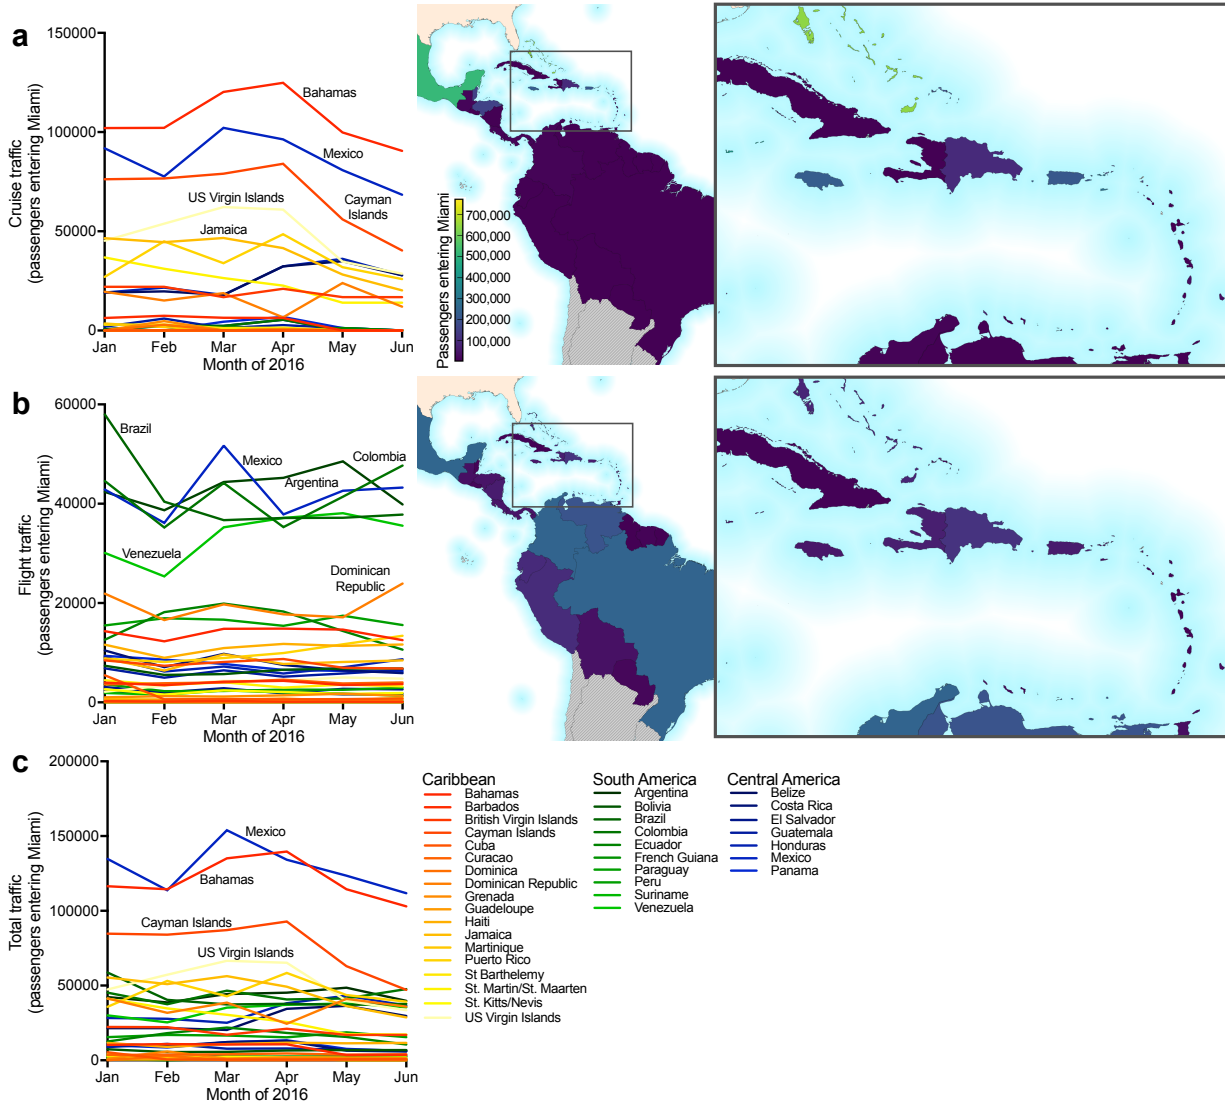 a
Cruise traffic
(passengers entering Miami)
150000
100000
50000
0
Jan Feb Mar Apr May Jun
Month of 2016
Bahamas
Mexico
US Virgin Islands
Cayman
Islands
Jamaica
Passengers entering Miami
700,000
600,000
500,000
400,000
300,000
200,000
100,000
b
Flight traffic
(passengers entering Miami)
60000
40000
20000
0
Jan Feb Mar Apr May Jun
Month of 2016
Brazil
Mexico
Colombia
Argentina
Venezuela
Dominican
Republic
c
Total traffic
(passengers entering Miami)
200000
150000
100000
50000
0
Jan Feb Mar Apr May Jun
Month of 2016
Mexico
Bahamas
Cayman Islands
US Virgin Islands
Caribbean
Bahamas
Barbados
British Virgin Islands
Cayman Islands
Cuba
Curacao
Dominica
Dominican Republic
Grenada
Guadeloupe
Haiti
Jamaica
Martinique
Puerto Rico
St Barthelemy
St. Martin/St. Maarten
St. Kitts/Nevis
US Virgin Islands
South America
Argentina
Bolivia
Brazil
Colombia
Ecuador
French Guiana
Paraguay
Peru
Suriname
Venezuela
Central America
Belize
Costa Rica
El Salvador
Guatemala
Honduras
Mexico
Panama